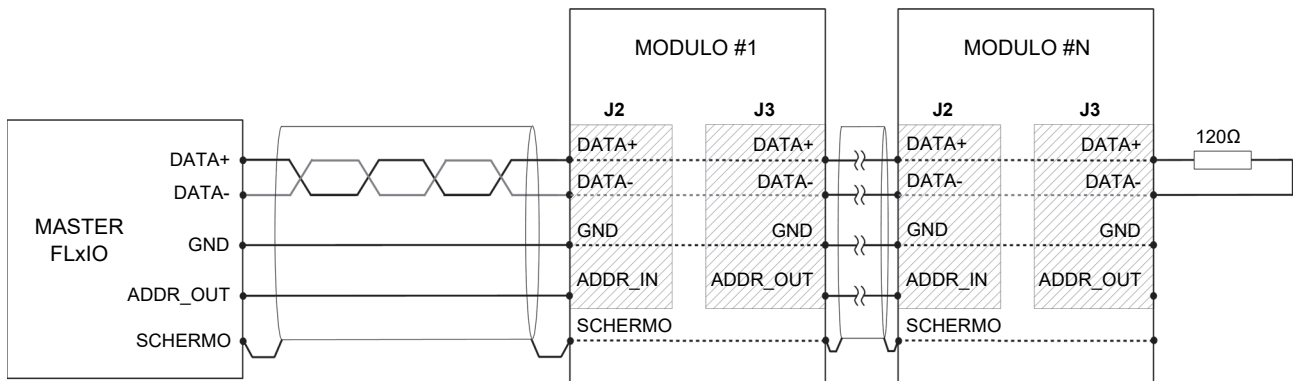 MODULO #1
MODULO #N
J2
J3
J2
J3
120Ω
DATA+
DATA+
DATA+
DATA+
DATA+
DATA-
DATA-
DATA-
DATA-
DATA-
MASTER
FLxIO
GND
GND
GND
GND
GND
ADDR_OUT
ADDR_IN
ADDR_OUT
ADDR_IN
ADDR_OUT
SCHERMO
SCHERMO
SCHERMO